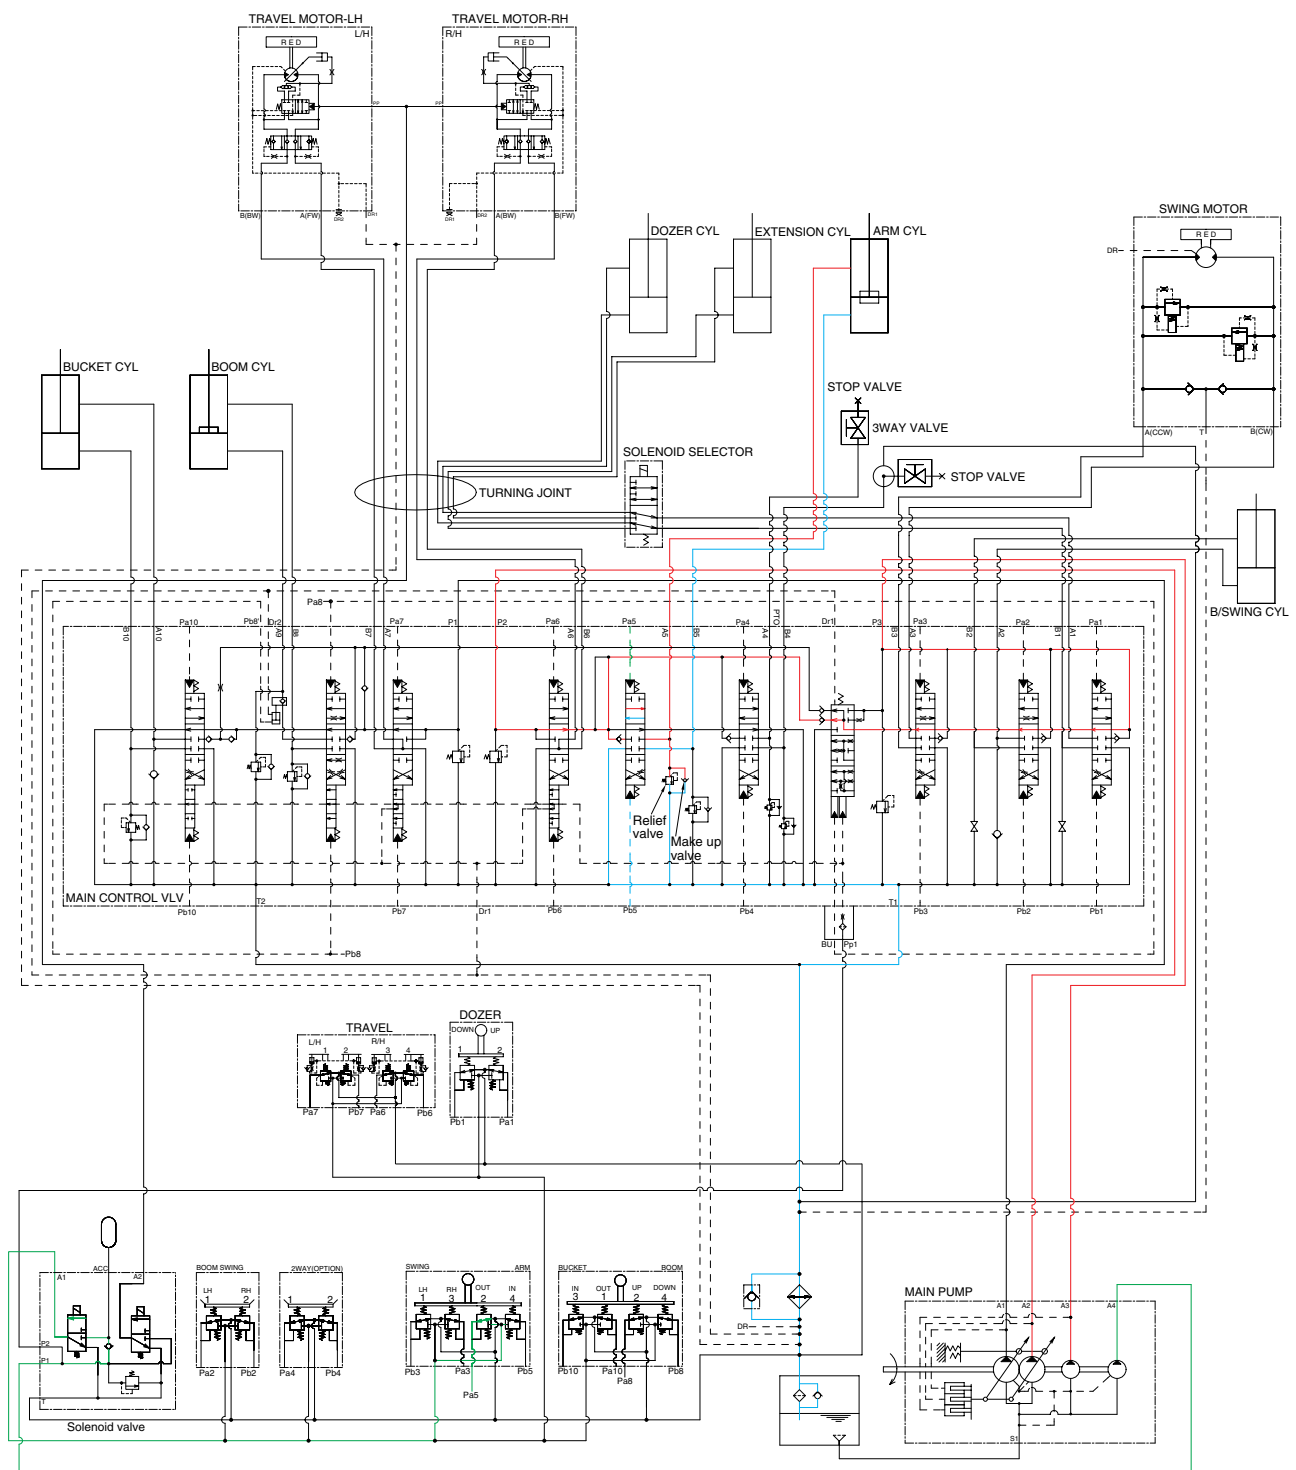 TRAVEL MOTOR-LH
TRAVEL MOTOR-RH
L/H
R/H
RED
RED
PP
PP
B(BW)
A(FW)
DR2
DR1
DR1
DR2
A(BW)
B(FW)
SWING MOTOR
RED
DR
A(CCW)
T
B(CW)
DOZER CYL
EXTENSION CYL
ARM CYL
BUCKET CYL
BOOM CYL
STOP VALVE
3WAY VALVE
SOLENOID SELECTOR
STOP VALVE
TURNING JOINT
B/SWING CYL
Pa8
B10
A10
Pa10
Pb8'
Dr2
A9
B8
B7
A7
Pa7
P1
P2
Pa6
A6
B6
Pa5
A5
B5
Pa4
A4
PTO
B4
Dr1
P3
B3
A3
Pa3
B2
A2
Pa2
B1
A1
Pa1
Relief
valve
Make up
valve
MAIN CONTROL VLV
Pb10
T2
Pb7
Dr1
Pb6
Pb5
Pb4
T1
Pb3
Pb2
Pb1
BU
Pp1
Pb8
TRAVEL
L/H
R/H
1
2
3
4
Pa7
Pb7
Pa6
Pb6
DOZER
DOWN
UP
1
2
Pb1
Pa1
A1
ACC
A2
P2
P1
T
Solenoid valve
BOOM SWING
LH
RH
1
2
Pa2
Pb2
2WAY(OPTION)
1
2
Pa4
Pb4
SWING
ARM
LH
RH
OUT
IN
1
3
2
4
Pb3
Pa3
Pb5
Pa5
BUCKET
BOOM
IN
OUT
UP
DOWN
3
1
2
4
Pb10
Pa10
Pb8
Pa8
DR
MAIN PUMP
A1
A2
A3
A4
S1